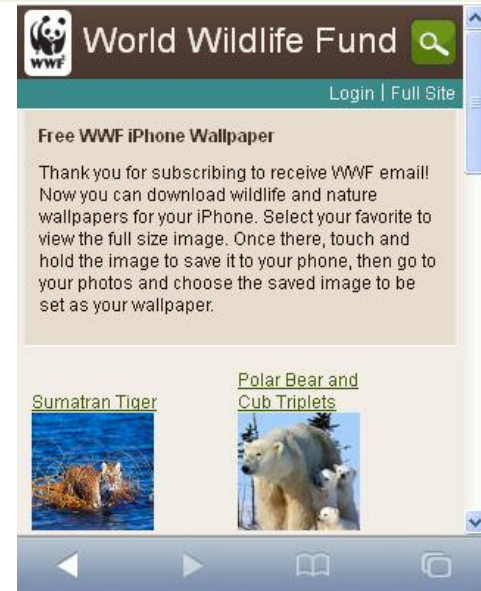 WWF
World Wildlife Fund
Login | Full Site
Free WWF iPhone Wallpaper
Thank you for subscribing to receive WWF email!
Now you can download wildlife and nature
wallpapers for your iPhone. Select your favorite to
view the full size image. Once there, touch and
hold the image to save it to your phone, then go to
your photos and choose the saved image to be
set as your wallpaper.
Sumatran Tiger
Polar Bear and
Cub Triplets